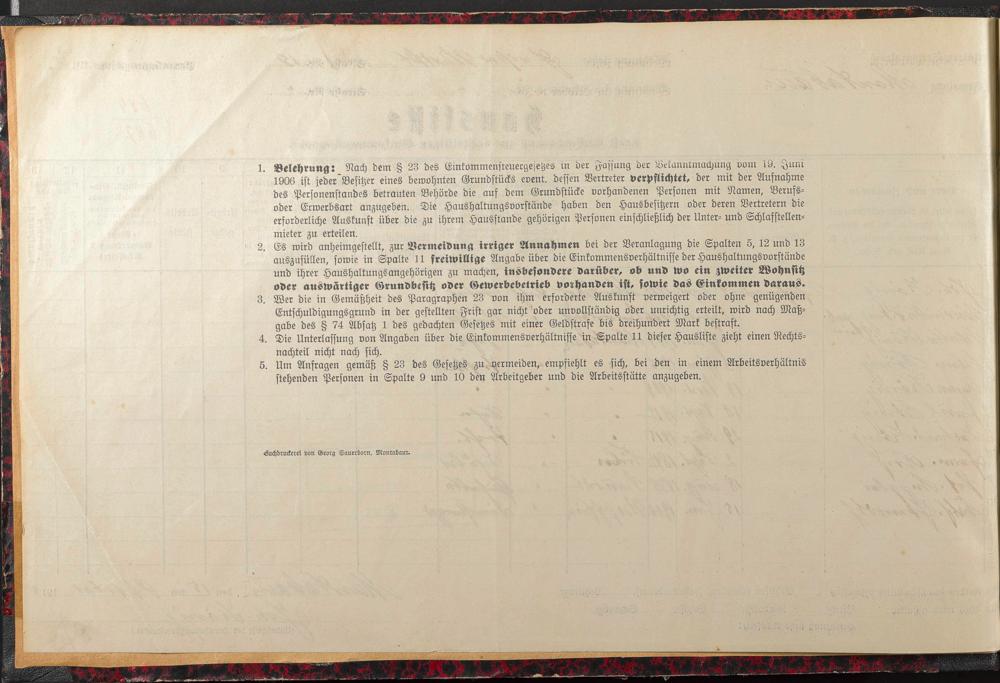 1. Belehrung: Nach dem § 23 des Einkommensteuergesetzes in der Fassung der Bekanntmachung vom 19. Juni
1906 ist jeder Besitzer eines bewohnten Grundstücks event. dessen Vertreter verpflichtet, der mit der Aufnahme
des Personenstandes betrauten Behörde die auf dem Grundstücke vorhandenen Personen mit Namen, Berufs-
oder Erwerbsart anzugeben. Die Haushaltungsvorstände haben den Hausbesitzern oder deren Vertretern die
erforderliche Auskunft über die zu ihrem Hausstande gehörigen Personen einschließlich der Unter- und Schlafstellen-
mieter zu erteilen.
2. Es wird anheimgestellt, zur Vermeidung irriger Annahmen bei der Veranlagung die Spalten 5, 12 und 13
auszufüllen, sowie in Spalte 11 freiwillige Angabe über die Einkommensverhältnisse der Haushaltungsvorstände
und ihrer Haushaltungsangehörigen zu machen, insbesondere darüber, ob und wo ein zweiter Wohnsitz
oder auswärtiger Grundbesitz oder Gewerbebetrieb vorhanden ist, sowie das Einkommen daraus.
3. Wer die in Gemäßheit des Paragraphen 23 von ihm erforderte Auskunft verweigert oder ohne genügenden
Entschuldigungsgrund in der gestellten Frist gar nicht oder unvollständig oder unrichtig erteilt, wird nach Maß-
gabe des § 74 Absatz 1 des gedachten Gesetzes mit einer Geldstrafe bis dreihundert Mark bestraft.
4. Die Unterlassung von Angaben über die Einkommensverhältnisse in Spalte 11 dieser Hausliste zieht einen Rechts-
nachteil nicht nach sich.
5. Um Anfragen gemäß § 23 des Gesetzes zu vermeiden, empfiehlt es sich, bei den in einem Arbeitsverhältnis
stehenden Personen in Spalte 9 und 10 den Arbeitgeber und die Arbeitsstätte anzugeben.
Buchdruckerei von Georg Sauerborn, Montabaur.